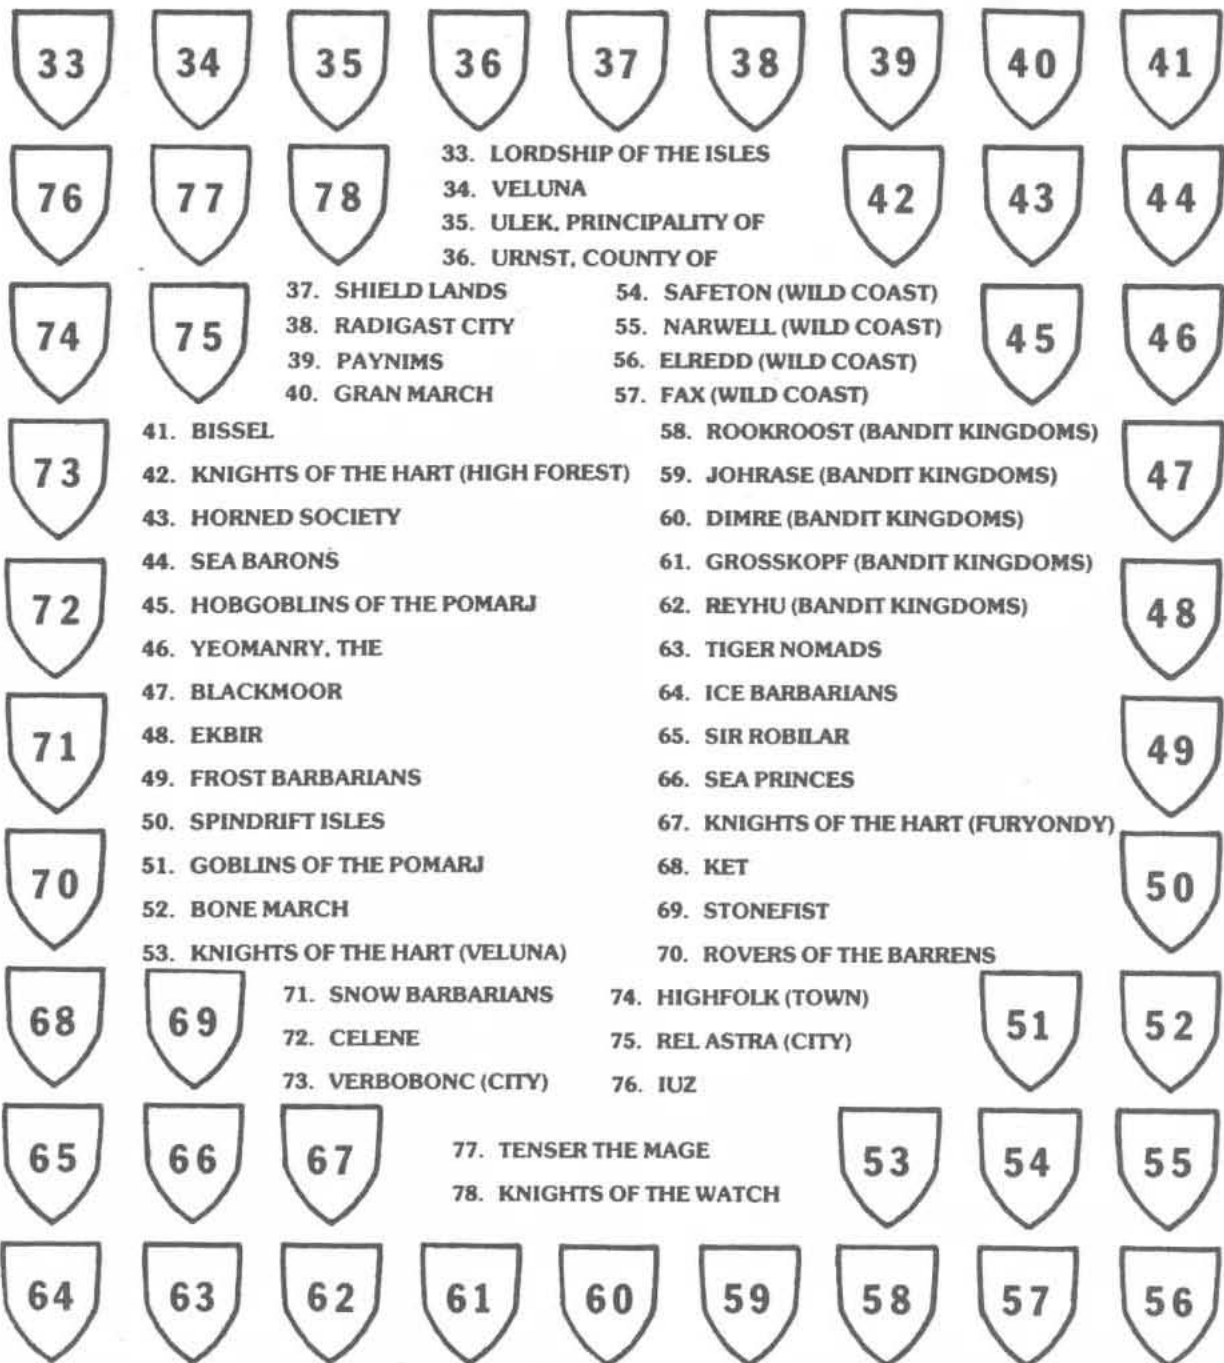 33 34 35 36 37 38 39 40 41
76 77 78 42 43 44
33. LORDSHIP OF THE ISLES
34. VELUNA
35. ULEK, PRINCIPALITY OF
36. URNST, COUNTY OF
74 75 45 46
37. SHIELD LANDS
38. RADIGAST CITY
39. PAYNIMS
40. GRAN MARCH
54. SAFETON (WILD COAST)
55. NARWELL (WILD COAST)
56. ELREDD (WILD COAST)
57. FAX (WILD COAST)
73 47
72 48
71 49
70 50
41. BISSEL
42. KNIGHTS OF THE HART (HIGH FOREST)
43. HORNED SOCIETY
44. SEA BARONS
45. HOBGOBLINS OF THE POMARJ
46. YEOMANRY, THE
47. BLACKMOOR
48. EKBIR
49. FROST BARBARIANS
50. SPINDRIFT ISLES
51. GOBLINS OF THE POMARJ
52. BONE MARCH
53. KNIGHTS OF THE HART (VELUNA)
58. ROOKROOST (BANDIT KINGDOMS)
59. JOHRASE (BANDIT KINGDOMS)
60. DIMRE (BANDIT KINGDOMS)
61. GROSSKOPF (BANDIT KINGDOMS)
62. REYHU (BANDIT KINGDOMS)
63. TIGER NOMADS
64. ICE BARBARIANS
65. SIR ROBILAR
66. SEA PRINCES
67. KNIGHTS OF THE HART (FURYONDY)
68. KET
69. STONEFIST
70. ROVERS OF THE BARRENS
68 69 51 52
71. SNOW BARBARIANS
72. CELENE
73. VERBOBONC (CITY)
74. HIGHFOLK (TOWN)
75. REL ASTRA (CITY)
76. IUZ
65 66 67 53 54 55
77. TENSER THE MAGE
78. KNIGHTS OF THE WATCH
64 63 62 61 60 59 58 57 56